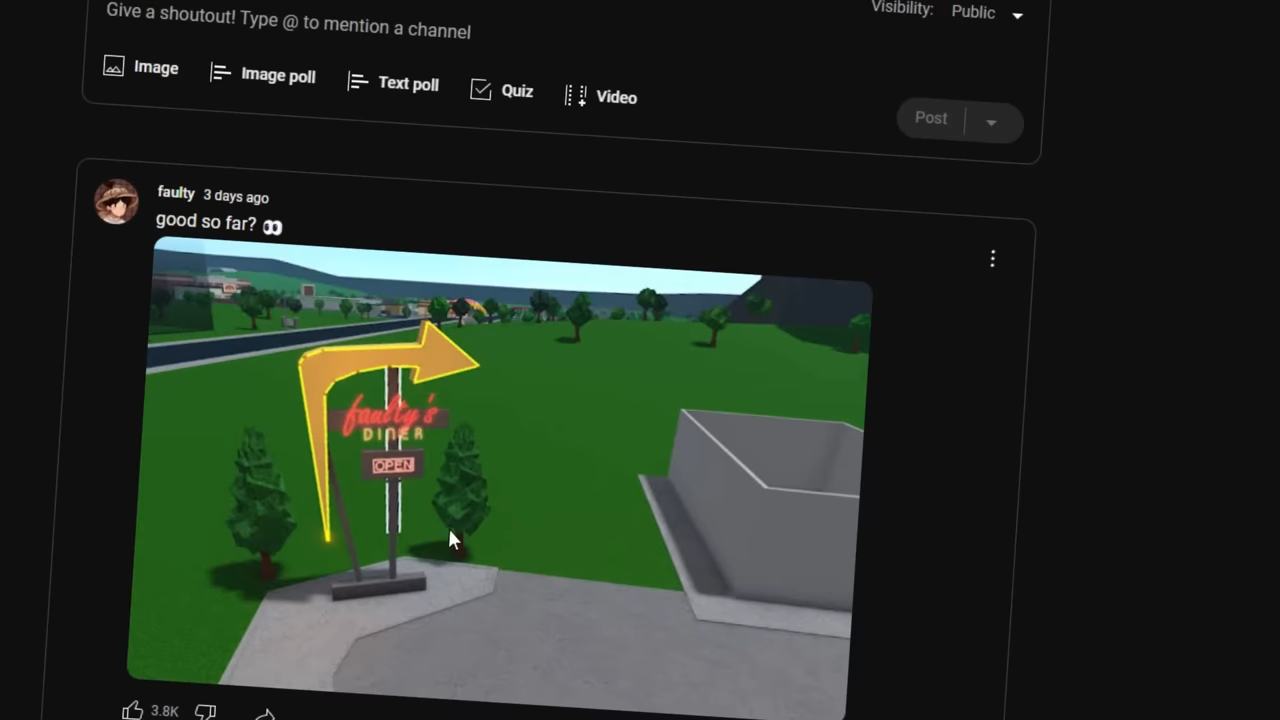 Give a shoutout! Type @ to mention a channel
Visibility: Public
Image
Image poll
Text poll
Quiz
Video
Post
faulty 3 days ago
good so far? 👀
faulty's
DINER
OPEN
3.8K